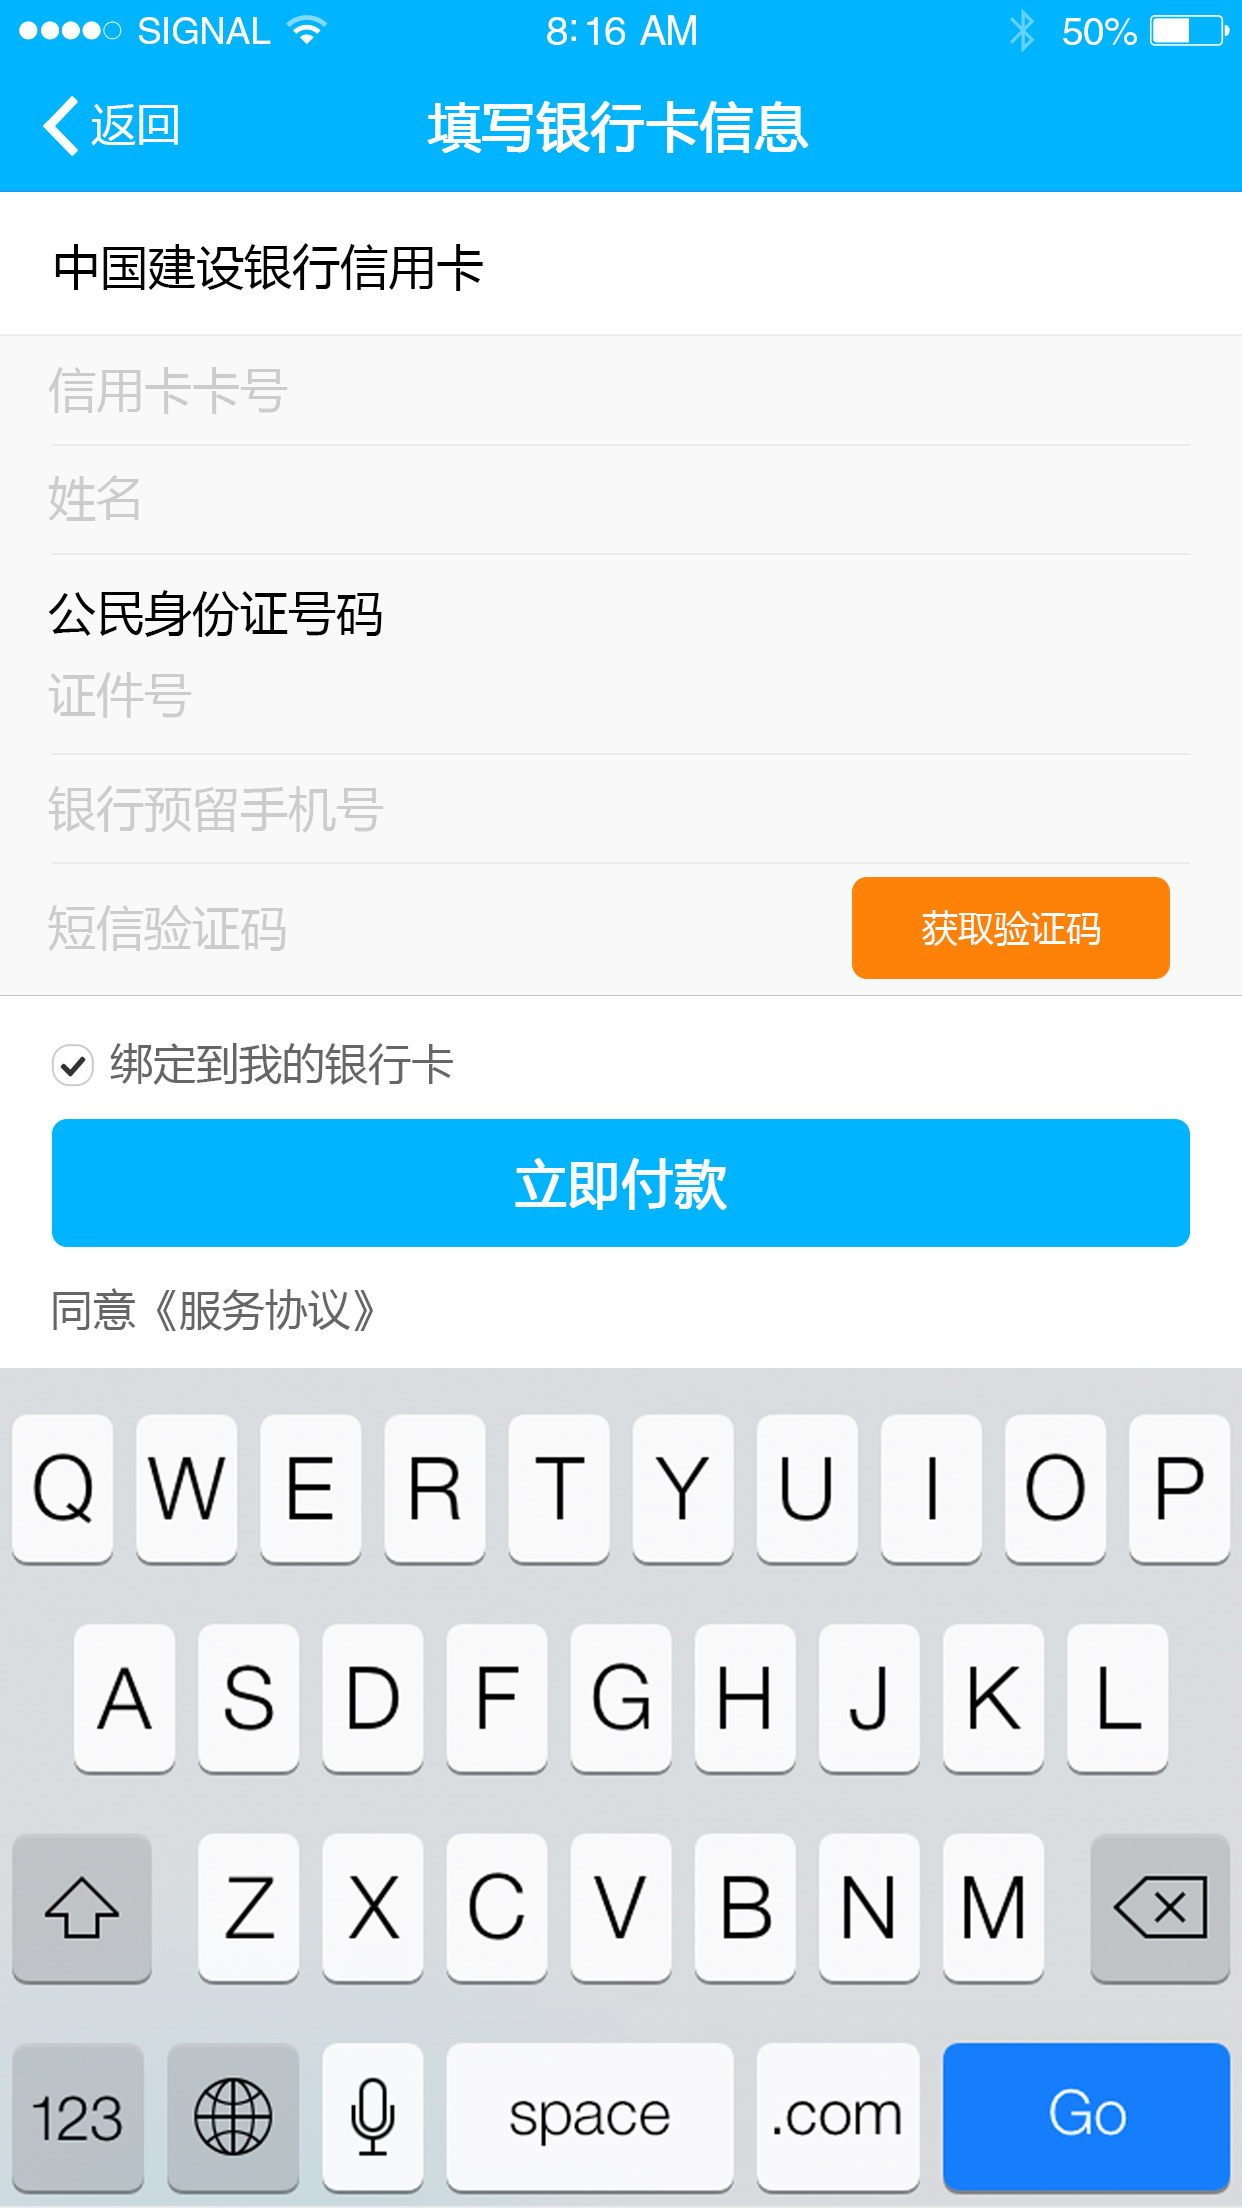 SIGNAL 8:16 AM 50%
返回 填写银行卡信息
中国建设银行信用卡
信用卡卡号
姓名
公民身份证号码
证件号
银行预留手机号
短信验证码 获取验证码
绑定到我的银行卡
立即付款
同意《服务协议》
Q W E R T Y U I O P
A S D F G H J K L
Z X C V B N M
123 space .com Go